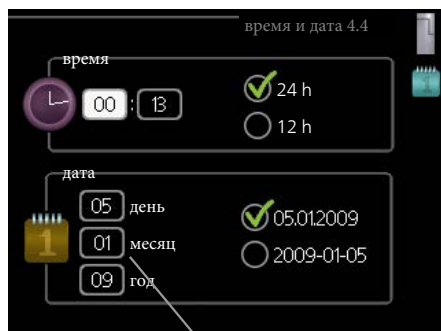 время и дата 4.4
время
00 : 13
24 h
12 h
дата
05 день
01 месяц
09 год
05.01.2009
2009-01-05
1